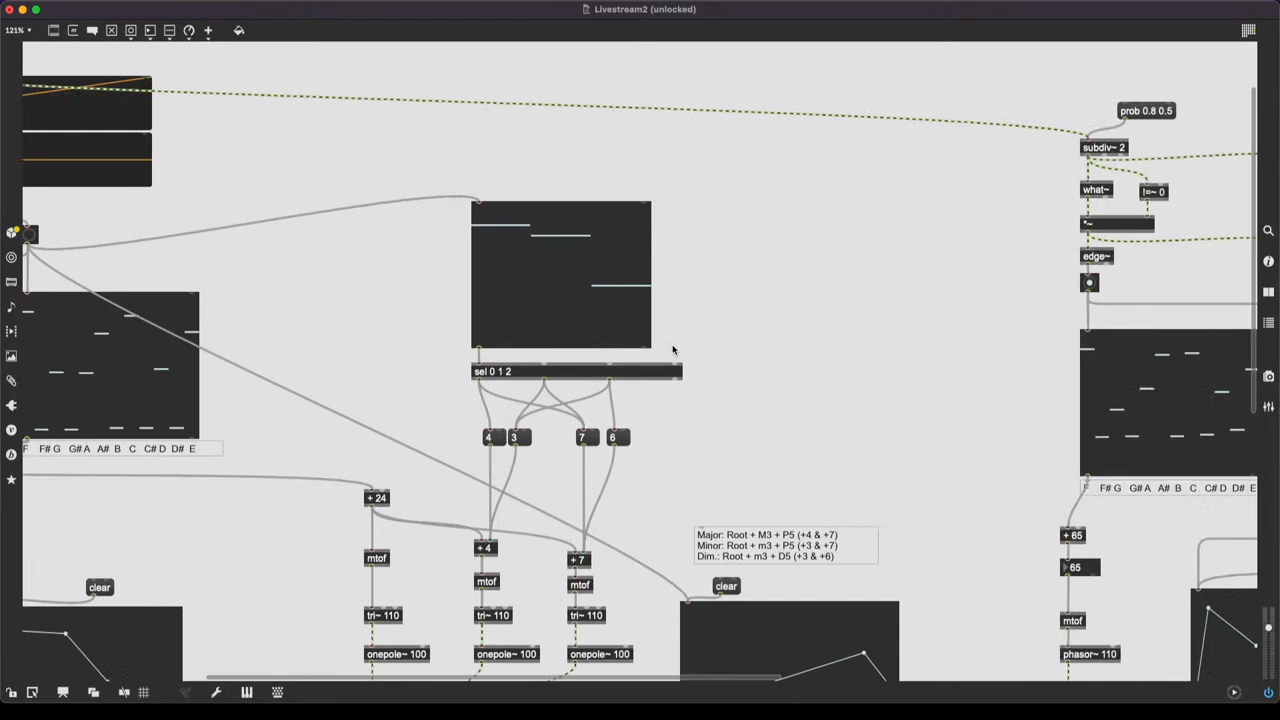 Livestream2 (unlocked)
121%
prob 0.8 0.5
subdiv~ 2
what~
!=~ 0
*~
edge~
sel 0 1 2
4
3
7
6
F F# G G# A A# B C C# D D# E
F F# G G# A A# B C C# D D# E
+ 24
+ 65
Major: Root + M3 + P5 (+4 & +7)
Minor: Root + m3 + P5 (+3 & +7)
Dim.: Root + m3 + D5 (+3 & +6)
+ 4
+ 7
mtof
mtof
mtof
65
clear
clear
tri~ 110
tri~ 110
tri~ 110
mtof
onepole~ 100
onepole~ 100
onepole~ 100
phasor~ 110